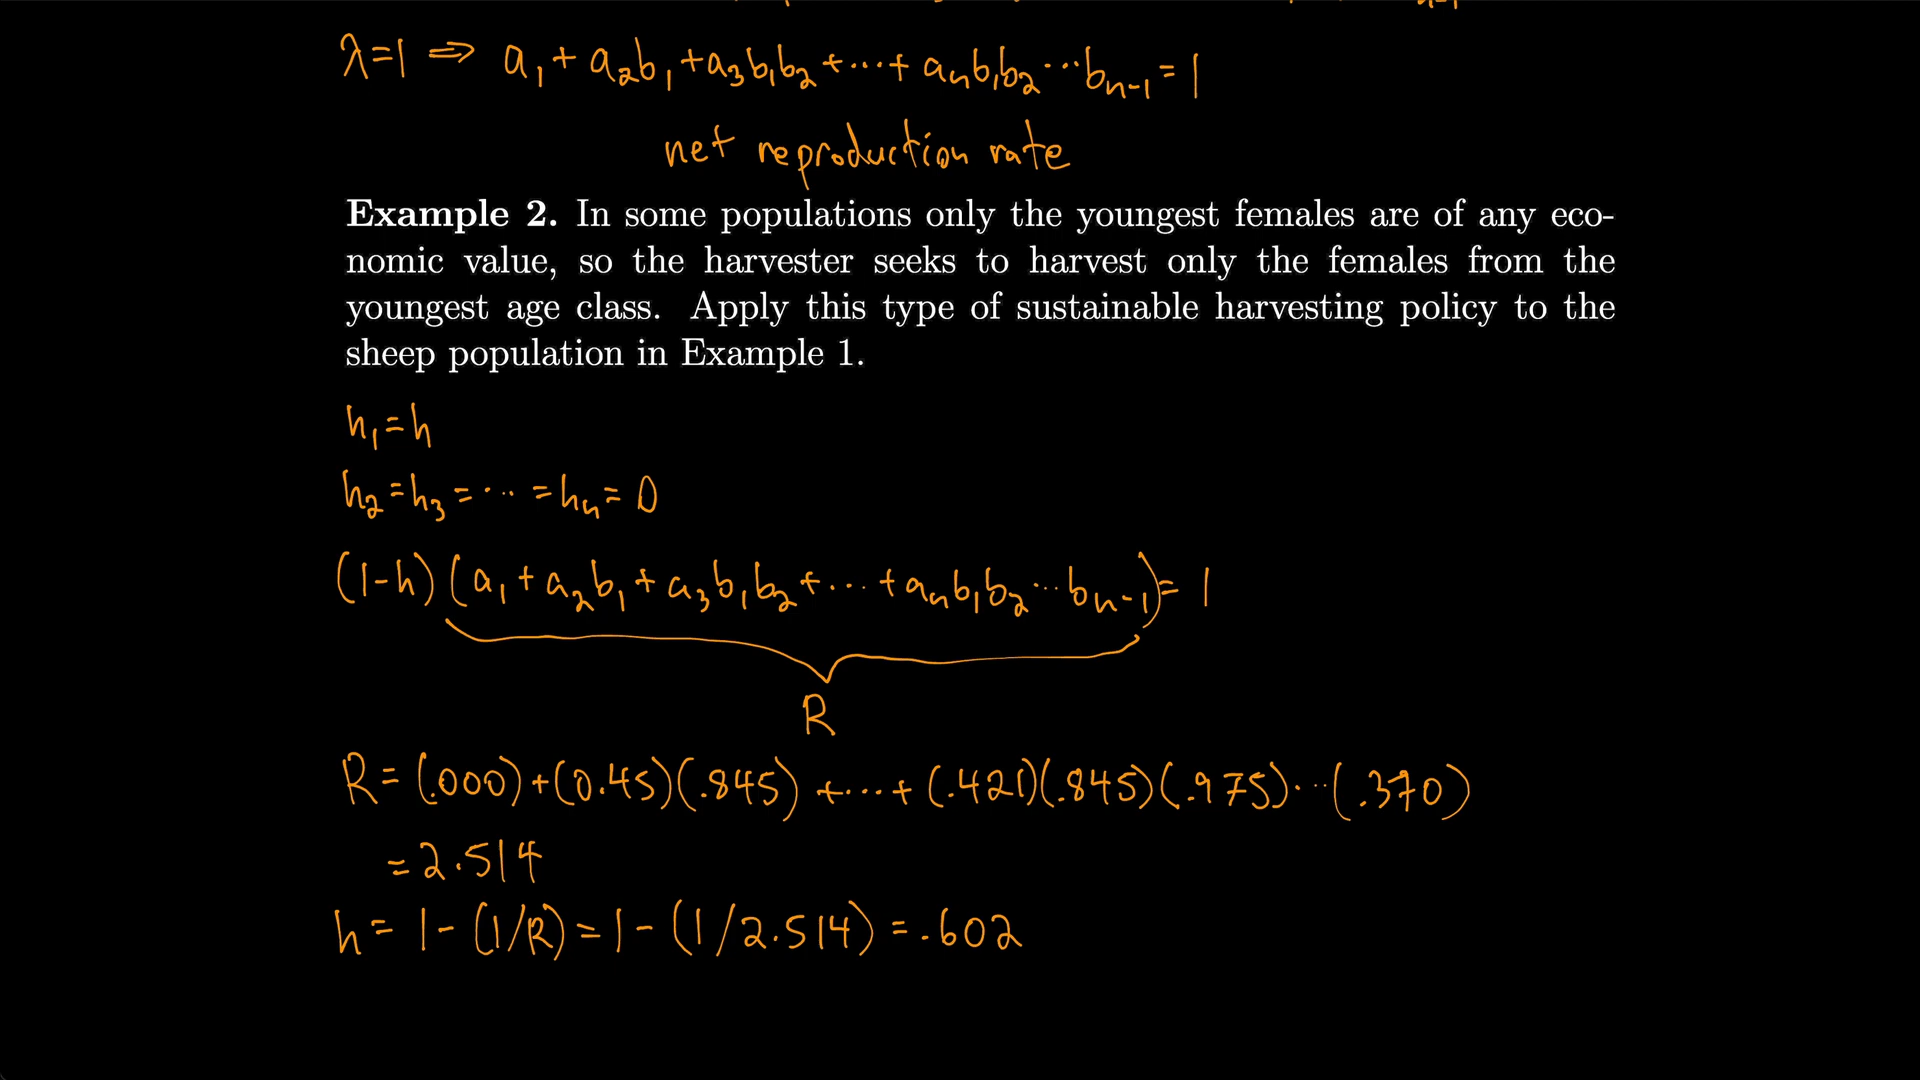 λ=1 ⇒ a₁+a₂b₁+a₃b₁b₂+⋯+aₙb₁b₂⋯bₙ₋₁=1
net reproduction rate
Example 2. In some populations only the youngest females are of any eco-
nomic value, so the harvester seeks to harvest only the females from the
youngest age class. Apply this type of sustainable harvesting policy to the
sheep population in Example 1.
h₁=h
h₂=h₃=⋯=hₙ=0
(1-h)(a₁+a₂b₁+a₃b₁b₂+⋯+aₙb₁b₂⋯bₙ₋₁)=1
R
R=(.000)+(0.45)(.845)+⋯+(.421)(.845)(.975)⋯(.370)
=2.514
h=1-(1/R)=1-(1/2.514)=.602